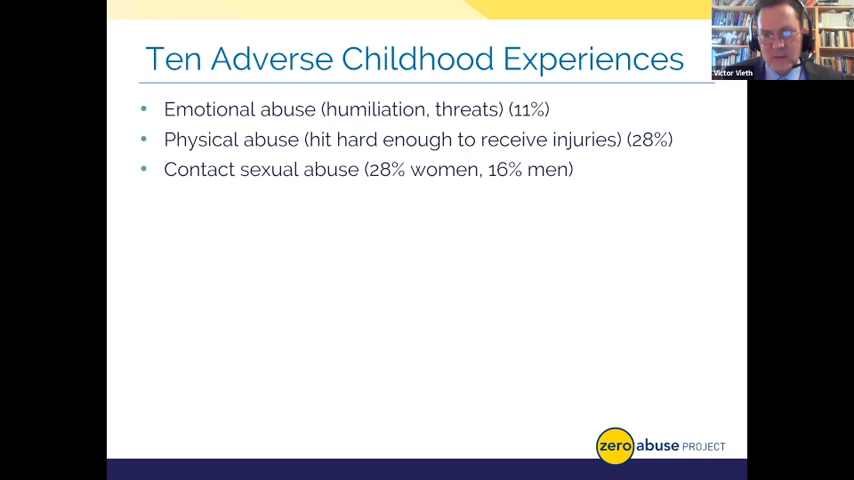 Ten Adverse Childhood Experiences
Victor Vieth
• Emotional abuse (humiliation, threats) (11%)
• Physical abuse (hit hard enough to receive injuries) (28%)
• Contact sexual abuse (28% women, 16% men)
zero abuse PROJECT